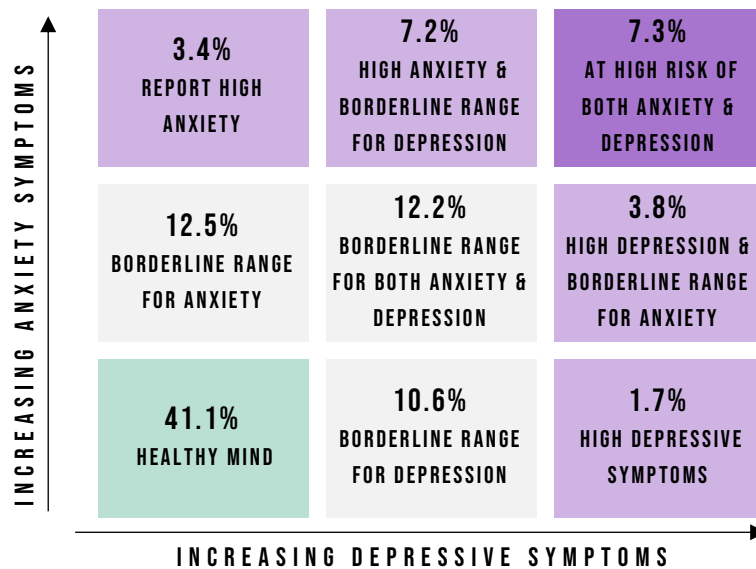 INCREASING ANXIETY SYMPTOMS
3.4%
REPORT HIGH
ANXIETY
7.2%
HIGH ANXIETY &
BORDERLINE RANGE
FOR DEPRESSION
7.3%
AT HIGH RISK OF
BOTH ANXIETY &
DEPRESSION
12.5%
BORDERLINE RANGE
FOR ANXIETY
12.2%
BORDERLINE RANGE
FOR BOTH ANXIETY &
DEPRESSION
3.8%
HIGH DEPRESSION &
BORDERLINE RANGE
FOR ANXIETY
41.1%
HEALTHY MIND
10.6%
BORDERLINE RANGE
FOR DEPRESSION
1.7%
HIGH DEPRESSIVE
SYMPTOMS
INCREASING DEPRESSIVE SYMPTOMS